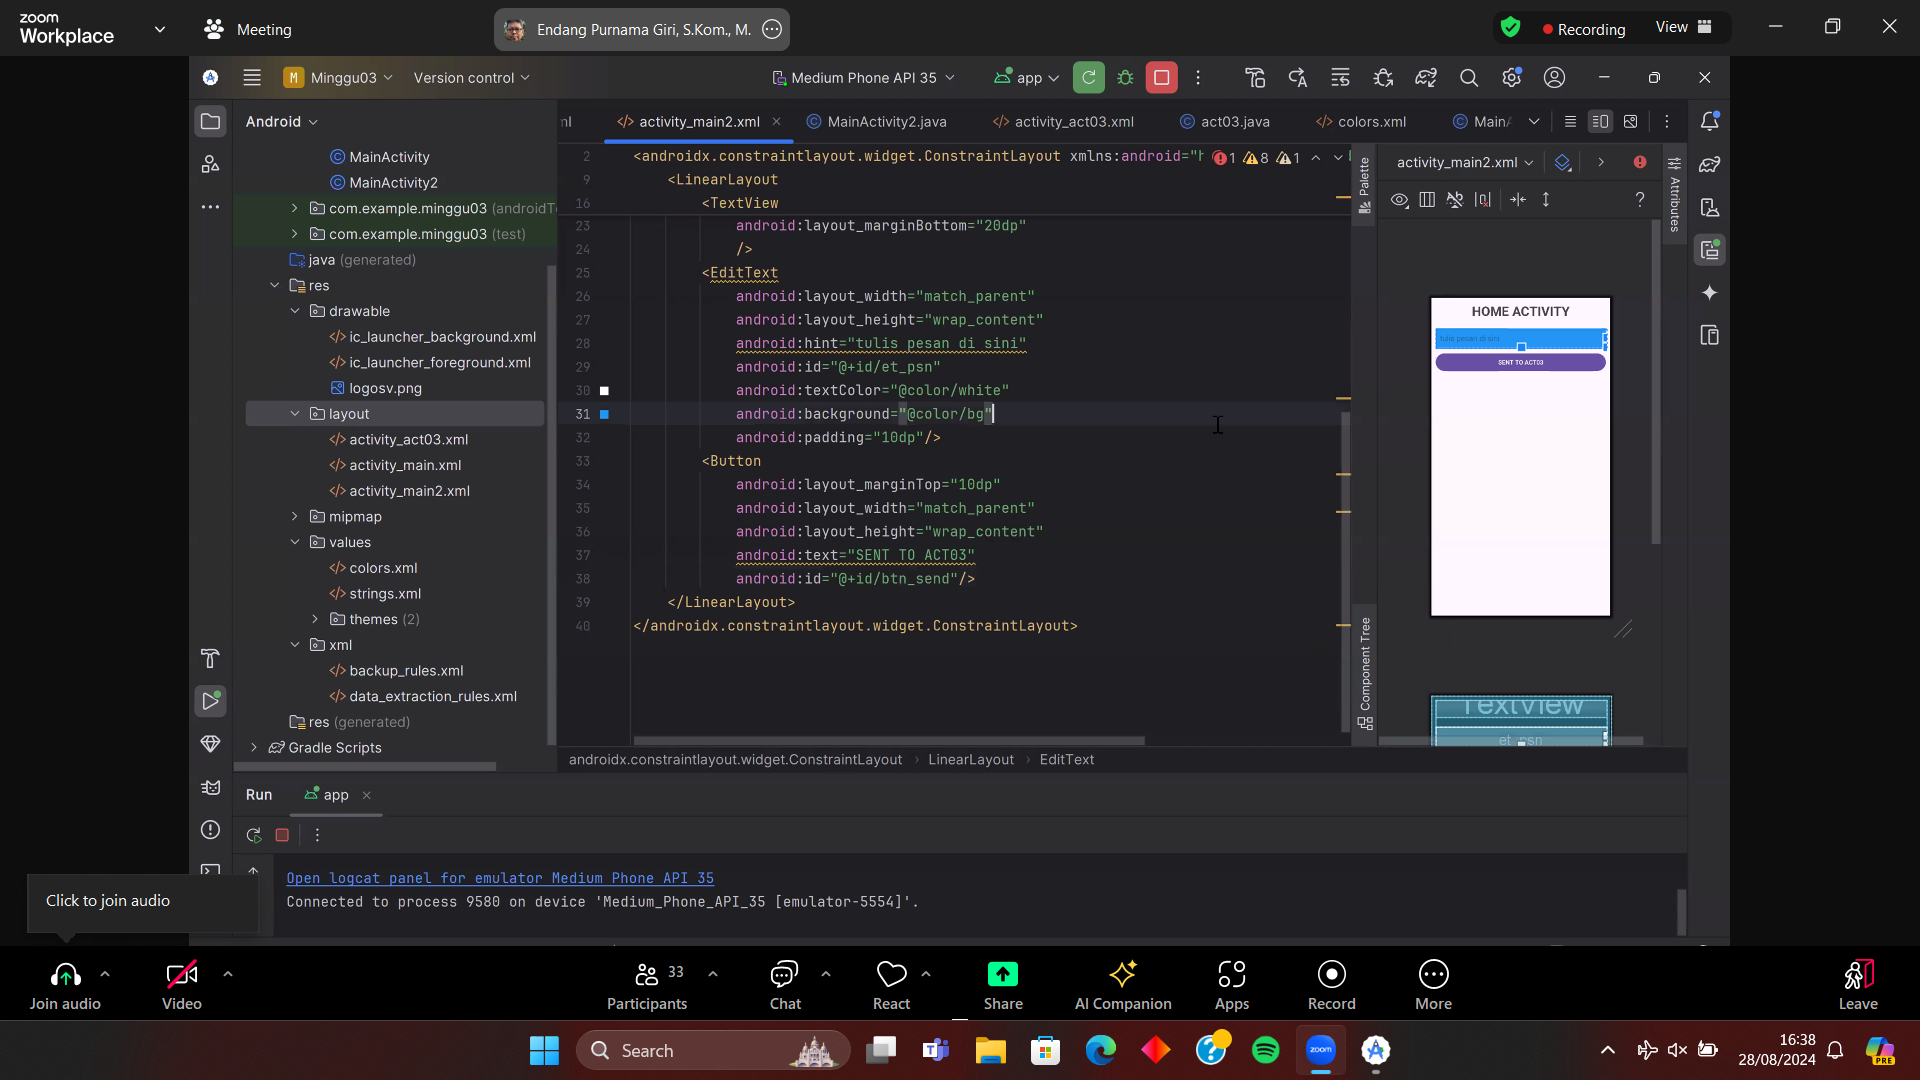 zoom
Workplace
Meeting
Endang Purnama Giri, S.Kom., M.
Recording
View
M Minggu03
Version control
Medium Phone API 35
app
Android
ml
activity_main2.xml
MainActivity2.java
activity_act03.xml
act03.java
colors.xml
MainA
MainActivity
MainActivity2
com.example.minggu03 (androidTe
com.example.minggu03 (test)
java (generated)
res
drawable
ic_launcher_background.xml
ic_launcher_foreground.xml
logosv.png
layout
activity_act03.xml
activity_main.xml
activity_main2.xml
mipmap
values
colors.xml
strings.xml
themes (2)
xml
backup_rules.xml
data_extraction_rules.xml
res (generated)
Gradle Scripts
2 <androidx.constraintlayout.widget.ConstraintLayout xmlns:android="h
1 8 1
9 <LinearLayout
16 <TextView
23 android:layout_marginBottom="20dp"
24 />
25 <EditText
26 android:layout_width="match_parent"
27 android:layout_height="wrap_content"
28 android:hint="tulis pesan di sini"
29 android:id="@+id/et_psn"
30 android:textColor="@color/white"
31 android:background="@color/bg"
32 android:padding="10dp"/>
33 <Button
34 android:layout_marginTop="10dp"
35 android:layout_width="match_parent"
36 android:layout_height="wrap_content"
37 android:text="SENT TO ACT03"
38 android:id="@+id/btn_send"/>
39 </LinearLayout>
40 </androidx.constraintlayout.widget.ConstraintLayout>
androidx.constraintlayout.widget.ConstraintLayout
LinearLayout
EditText
Palette
Component Tree
activity_main2.xml
Attributes
HOME ACTIVITY
tulis pesan di sini
SENT TO ACT03
TextView
et_psn
Run
app
Open logcat panel for emulator Medium Phone API 35
Connected to process 9580 on device 'Medium_Phone_API_35 [emulator-5554]'.
Click to join audio
Join audio
Video
Participants
33
Chat
React
Share
AI Companion
Apps
Record
More
Leave
Search
zoom
16:38
28/08/2024
PRE